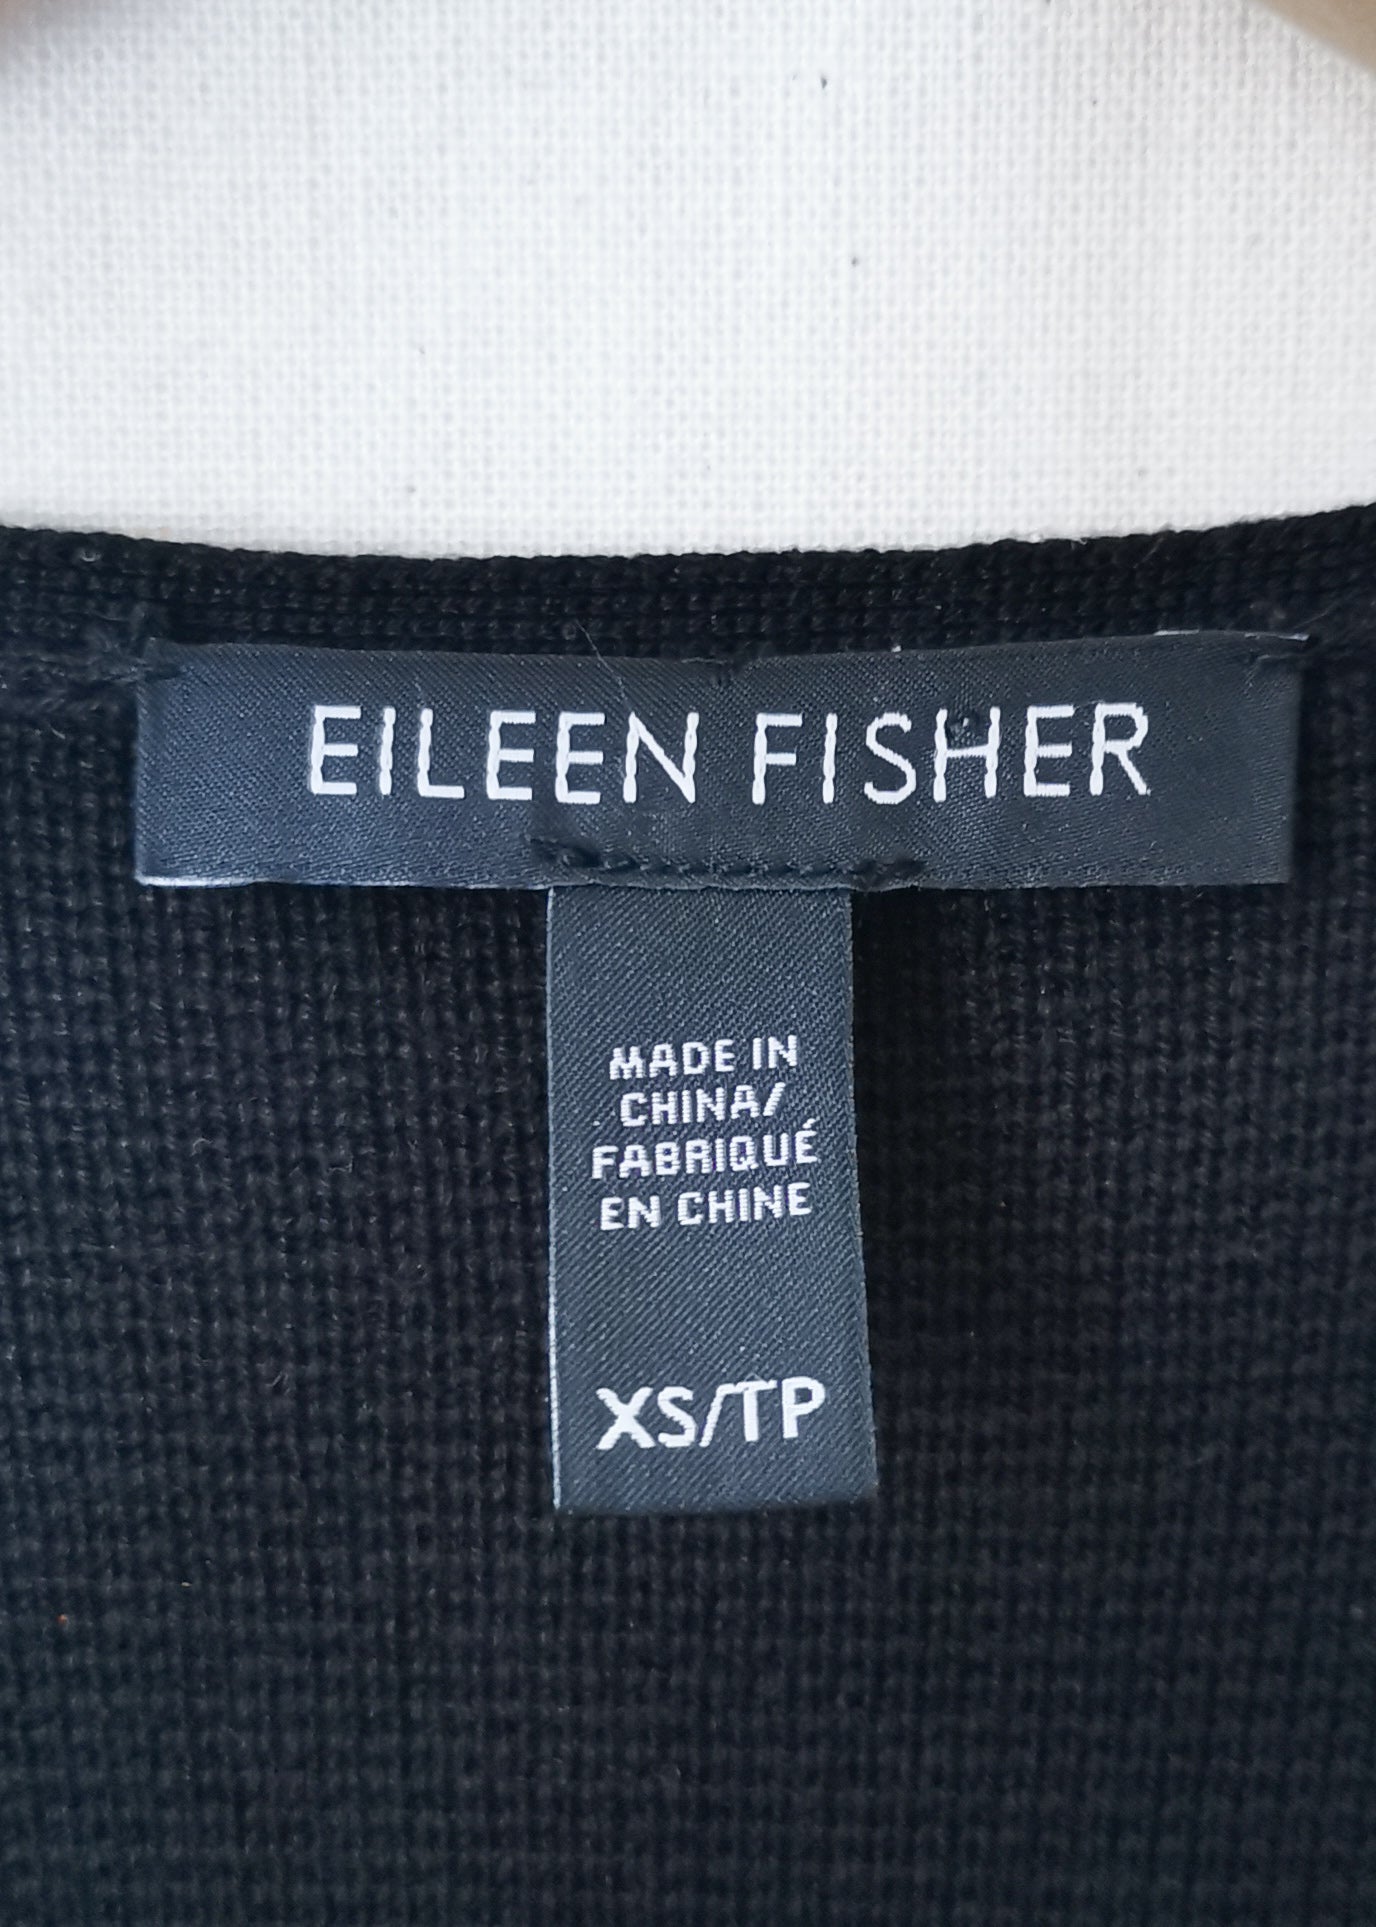 EILEEN FISHER
MADE IN
CHINA/
FABRIQUÉ
EN CHINE
XS/TP